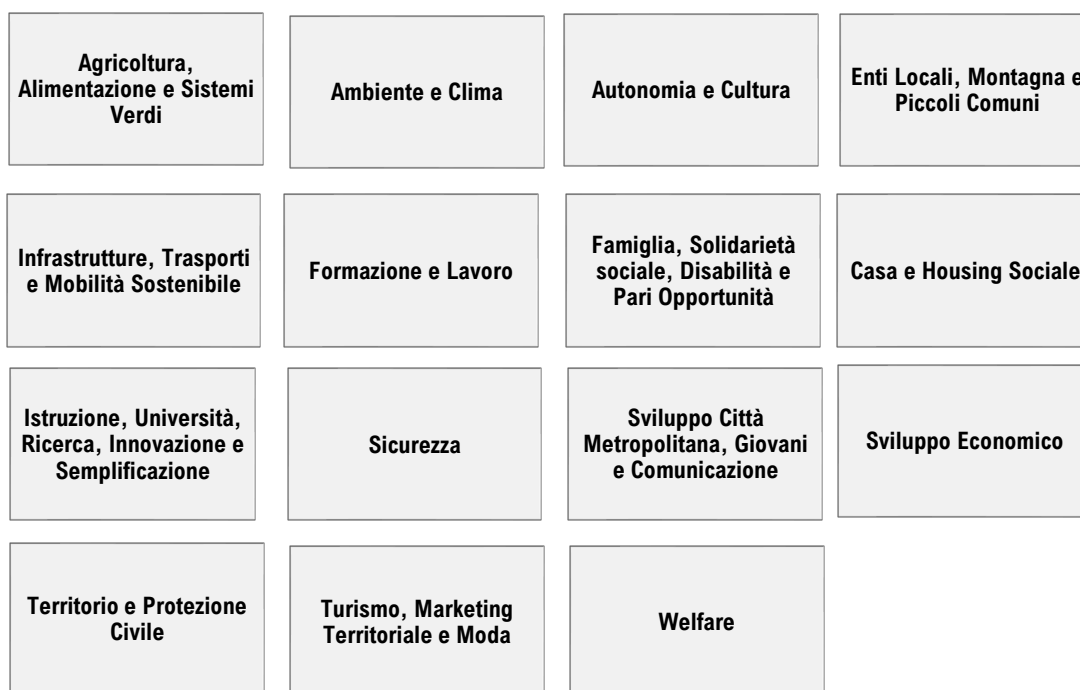 Agricoltura,
Alimentazione e Sistemi
Verdi
Ambiente e Clima
Autonomia e Cultura
Enti Locali, Montagna e
Piccoli Comuni
Infrastrutture, Trasporti
e Mobilità Sostenibile
Formazione e Lavoro
Famiglia, Solidarietà
sociale, Disabilità e
Pari Opportunità
Casa e Housing Sociale
Istruzione, Università,
Ricerca, Innovazione e
Semplificazione
Sicurezza
Sviluppo Città
Metropolitana, Giovani
e Comunicazione
Sviluppo Economico
Territorio e Protezione
Civile
Turismo, Marketing
Territoriale e Moda
Welfare